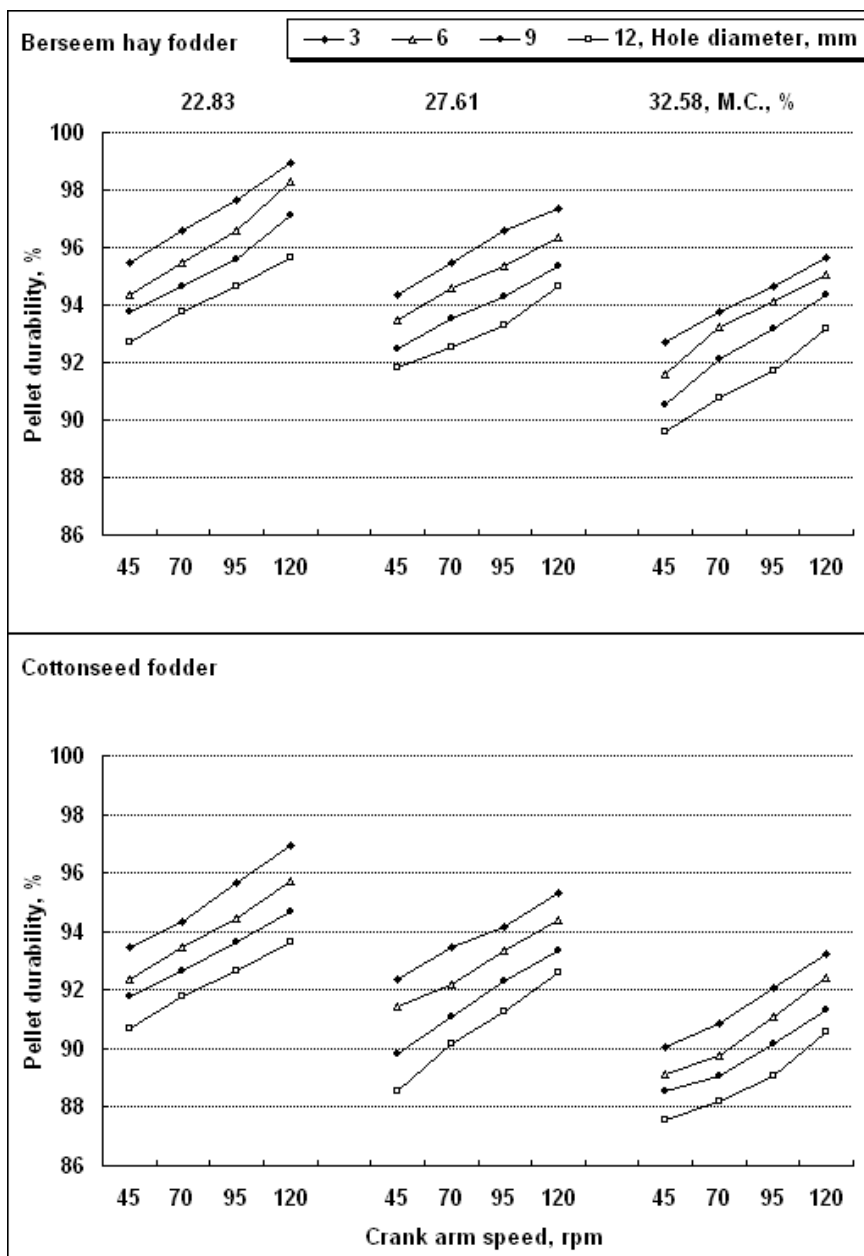 Berseem hay fodder
3 6 9 12, Hole diameter, mm
22.83 27.61 32.58, M.C., %
Pellet durability, %
100
98
96
94
92
90
88
86
45 70 95 120 45 70 95 120 45 70 95 120
Cottonseed fodder
Pellet durability, %
100
98
96
94
92
90
88
86
45 70 95 120 45 70 95 120 45 70 95 120
Crank arm speed, rpm